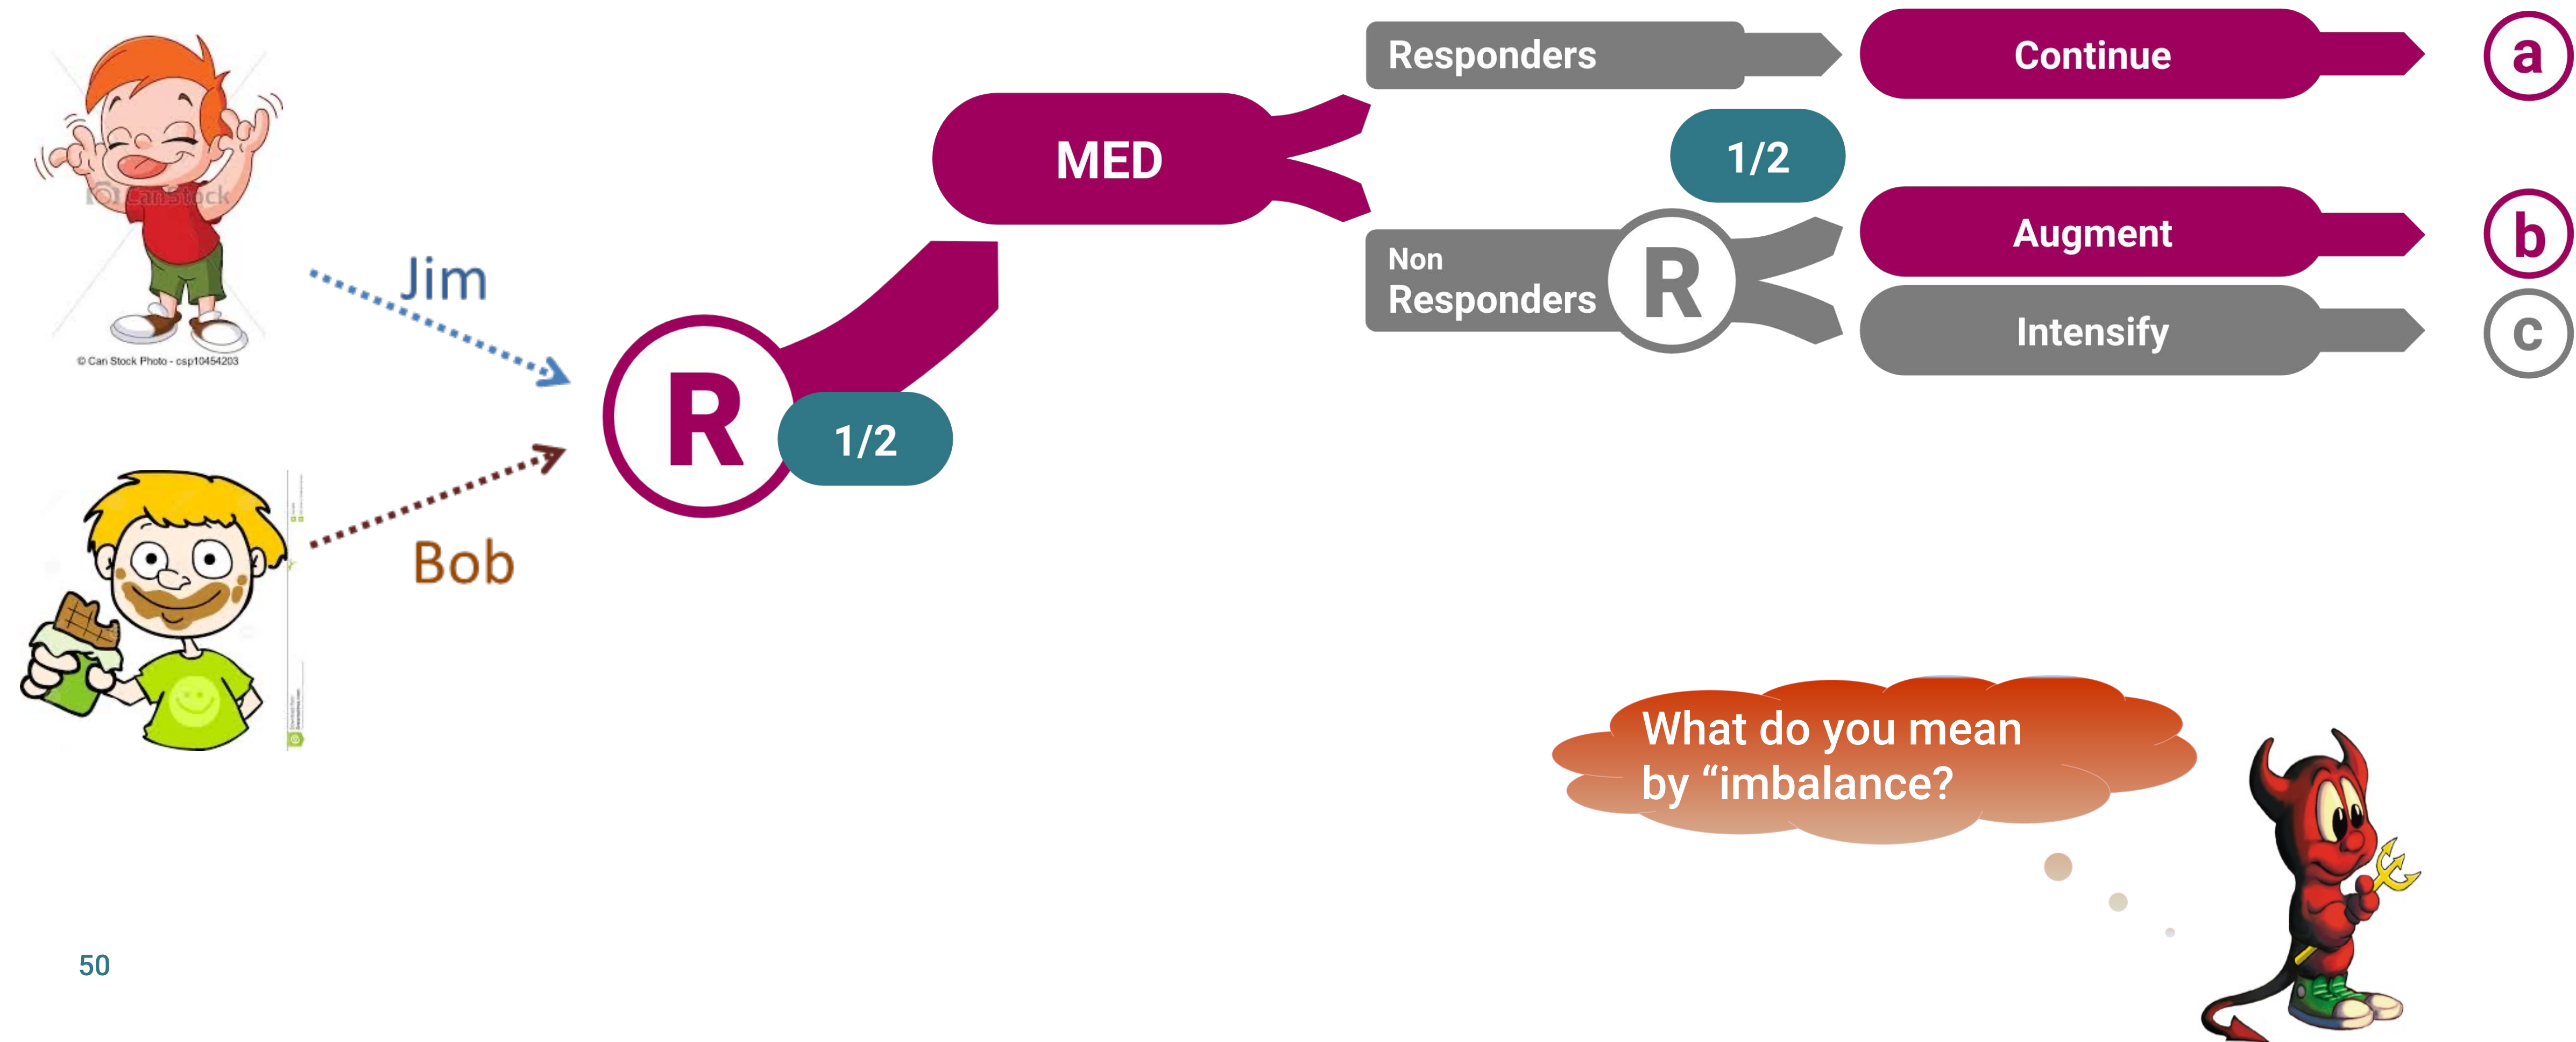 Responders
Continue
a
MED
1/2
CanStock
Augment
b
Non
Responders
R
Jim
Intensify
c
© Can Stock Photo - csp10454203
R
1/2
Bob
What do you mean
by “imbalance?
50